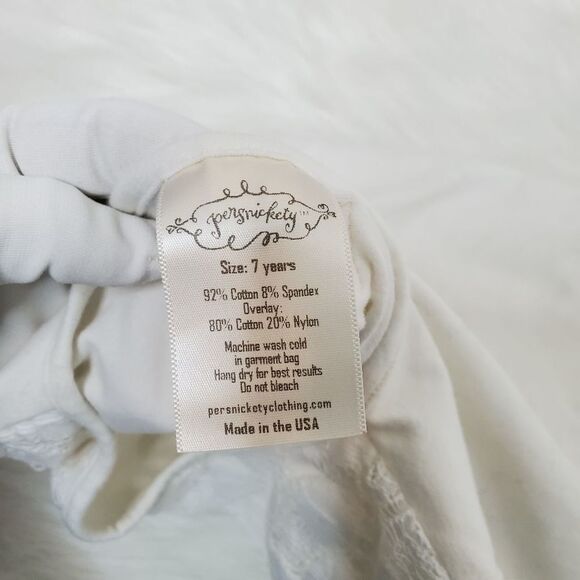 persnickety™
Size: 7 years
92% Cotton 8% Spandex
Overlay:
80% Cotton 20% Nylon
Machine wash cold
in garment bag
Hang dry for best results
Do not bleach
persnicketyclothing.com
Made in the USA